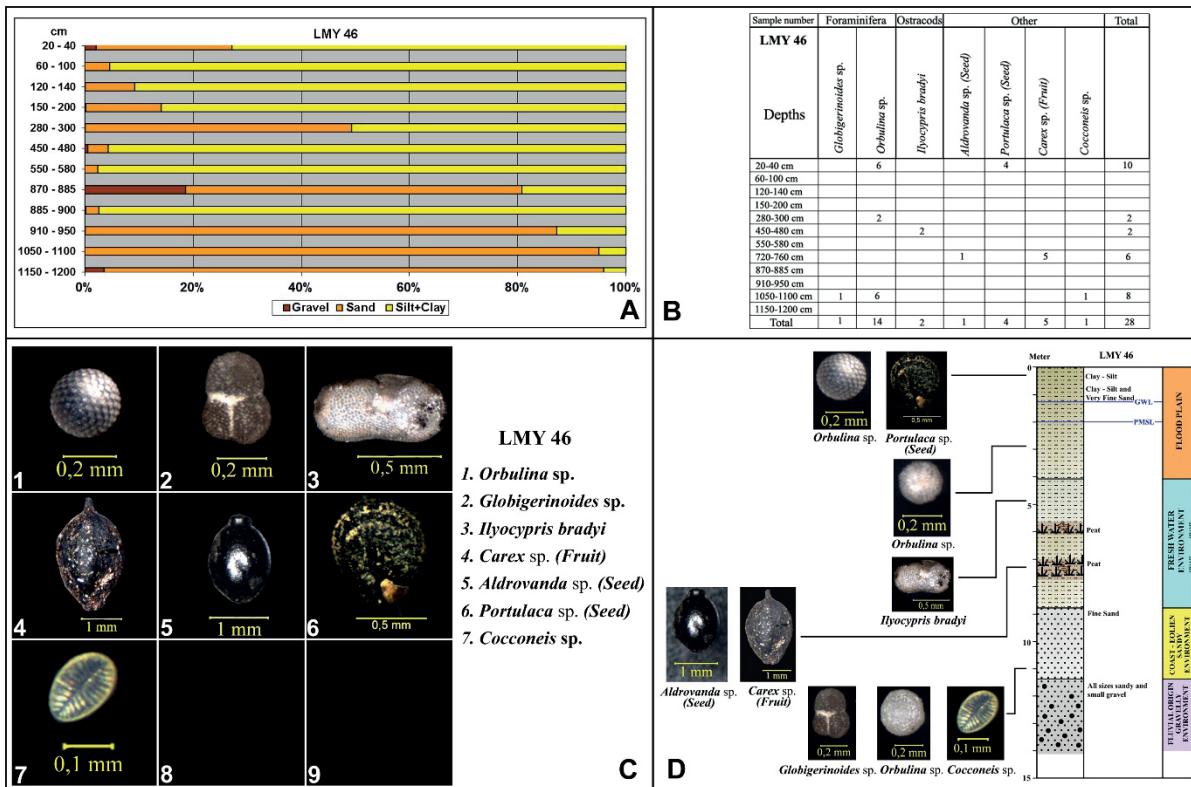 LMY 46
cm
20 - 40
60 - 100
120 - 140
150 - 200
280 - 300
450 - 480
550 - 580
870 - 885
885 - 900
910 - 950
1050 - 1100
1150 - 1200
0% 20% 40% 60% 80% 100%
Gravel Sand Silt+Clay
A
Sample number Foraminifera Ostracods Other Total
LMY 46
Depths
Globigerinoides sp.
Orbulina sp.
Ilyocypris bradyi
Aldrovanda sp. (Seed)
Portulaca sp. (Seed)
Carex sp. (Fruit)
Cocconeis sp.
20-40 cm 6 4 10
60-100 cm
120-140 cm
150-200 cm
280-300 cm 2 2
450-480 cm 2 2
550-580 cm
720-760 cm 1 5 6
870-885 cm
910-950 cm
1050-1100 cm 1 6 1 8
1150-1200 cm
Total 1 14 2 1 4 5 1 28
B
0,2 mm
1
0,2 mm
2
0,5 mm
3
1 mm
4
1 mm
5
0,5 mm
6
0,1 mm
7
8
9
LMY 46
1. Orbulina sp.
2. Globigerinoides sp.
3. Ilyocypris bradyi
4. Carex sp. (Fruit)
5. Aldrovanda sp. (Seed)
6. Portulaca sp. (Seed)
7. Cocconeis sp.
C
0,2 mm
Orbulina sp.
0,5 mm
Portulaca sp.
(Seed)
0,2 mm
Orbulina sp.
0,5 mm
Ilyocypris bradyi
1 mm
Aldrovanda sp.
(Seed)
1 mm
Carex sp.
(Fruit)
0,2 mm
Globigerinoides sp.
0,2 mm
Orbulina sp.
0,1 mm
Cocconeis sp.
Meter LMY 46
0
5
10
15
Clay - Silt
Clay - Silt and
Very Fine Sand
GWL
PMSL
Peat
Peat
Fine Sand
All sizes sandy and
small gravel
FLOOD PLAIN
FRESH WATER
ENVIRONMENT
COAST - EOLIEN
SANDY
ENVIRONMENT
FLUVIAL ORIGIN
GRAVELLY
ENVIRONMENT
D